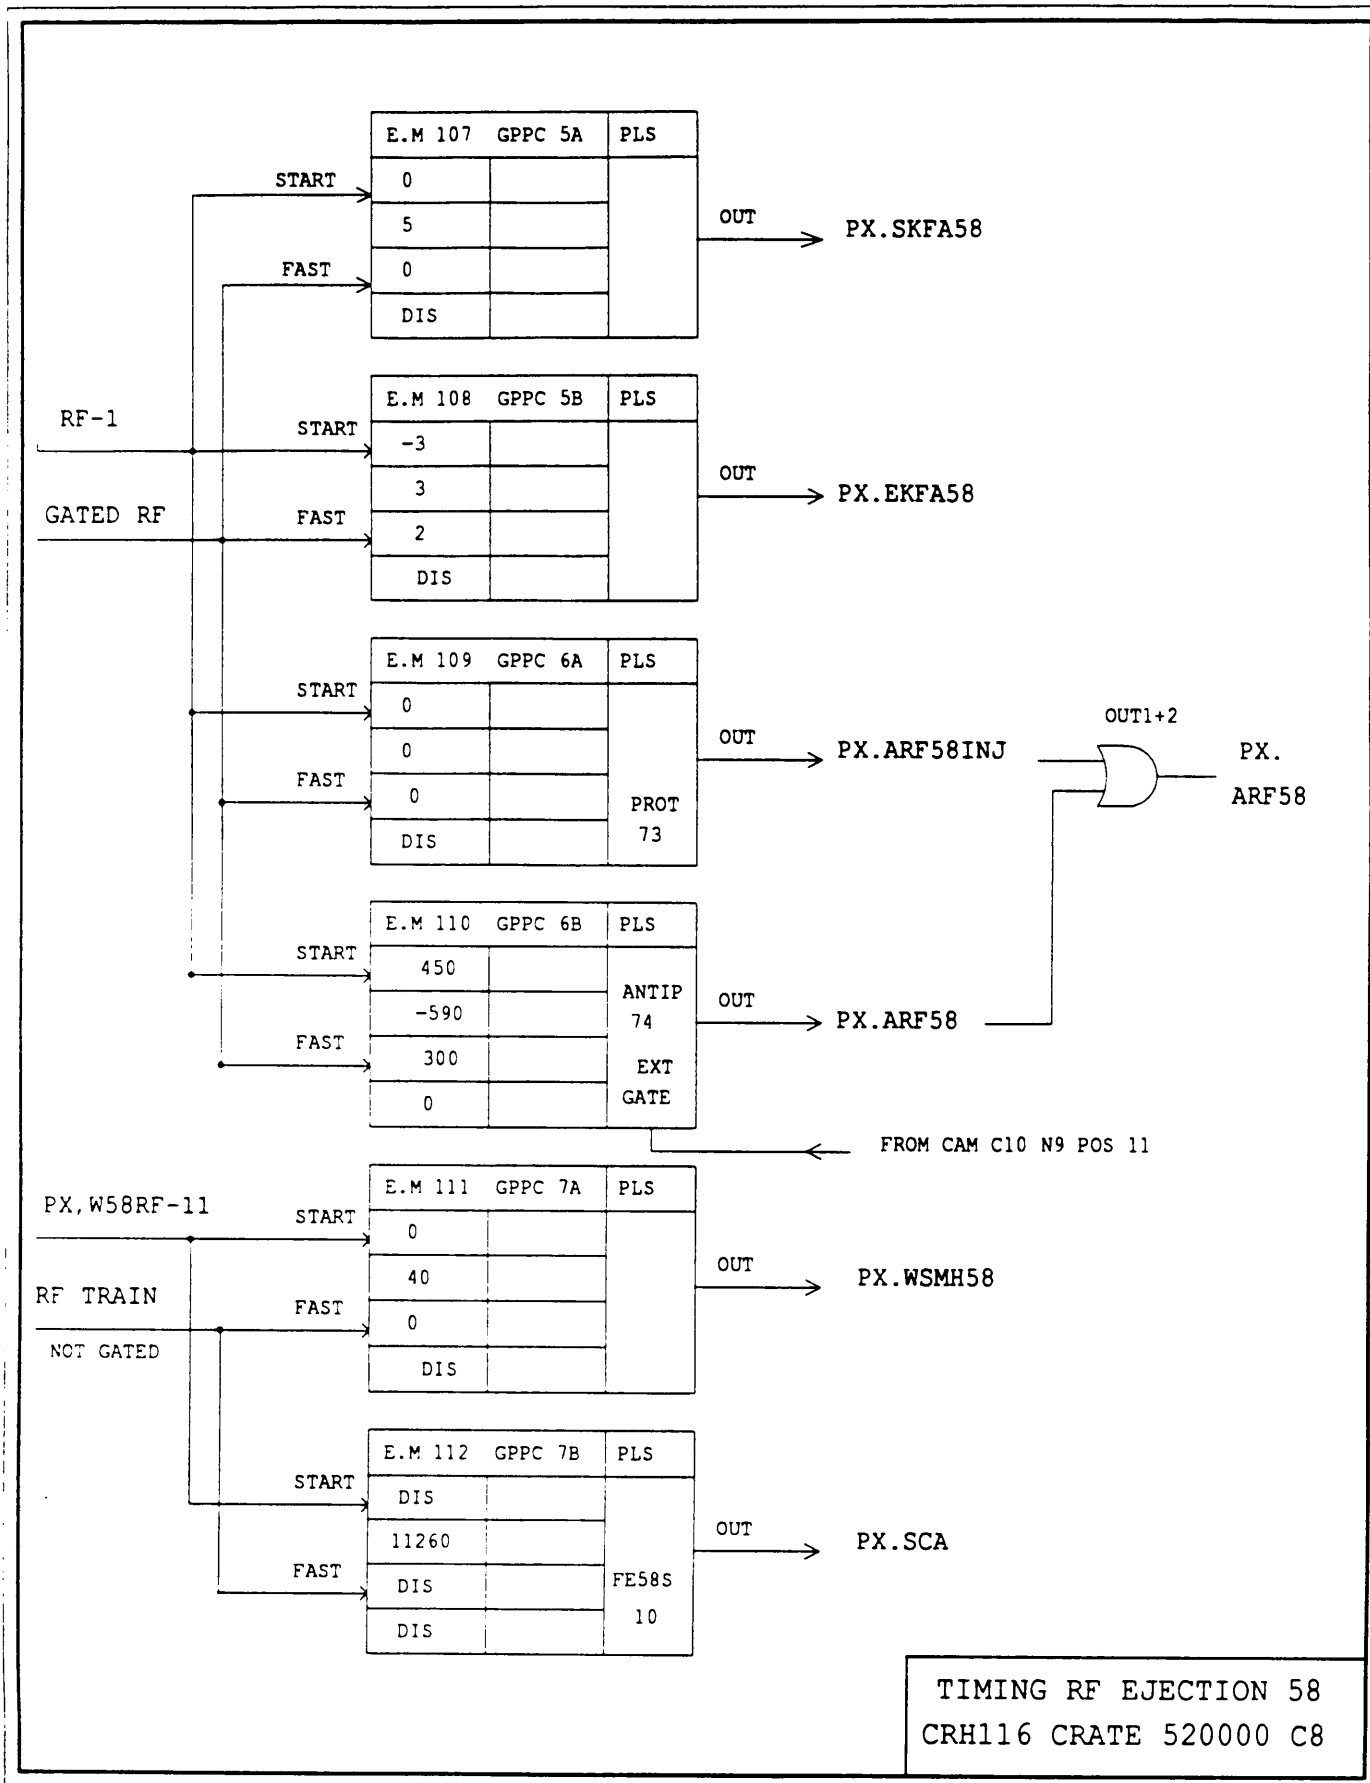 E.M 107 GPPC 5A PLS
START
0
5
FAST
0
DIS
OUT
PX.SKFA58
E.M 108 GPPC 5B PLS
RF-1
START
-3
3
GATED RF
FAST
2
DIS
OUT
PX.EKFA58
E.M 109 GPPC 6A PLS
START
0
0
FAST
0
DIS
PROT
73
OUT
PX.ARF58INJ
OUT1+2
PX.
ARF58
E.M 110 GPPC 6B PLS
START
450
-590
FAST
300
0
ANTIP
74
EXT
GATE
OUT
PX.ARF58
FROM CAM C10 N9 POS 11
E.M 111 GPPC 7A PLS
PX,W58RF-11
START
0
40
RF TRAIN
FAST
0
NOT GATED
DIS
OUT
PX.WSMH58
E.M 112 GPPC 7B PLS
START
DIS
11260
FAST
DIS
DIS
FE58S
10
OUT
PX.SCA
TIMING RF EJECTION 58
CRH116 CRATE 520000 C8